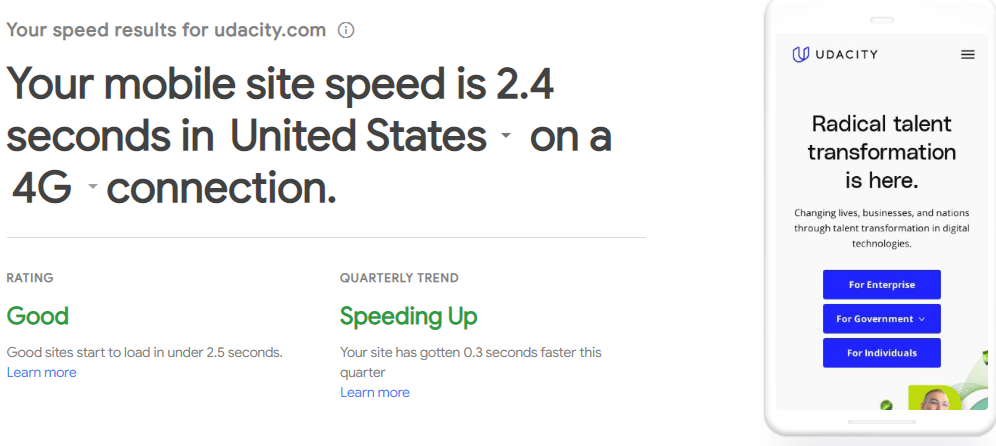 Your speed results for udacity.com
Your mobile site speed is 2.4
seconds in United States on a
4G connection.
RATING
Good
Good sites start to load in under 2.5 seconds.
Learn more
QUARTERLY TREND
Speeding Up
Your site has gotten 0.3 seconds faster this
quarter
Learn more
UDACITY
Radical talent
transformation
is here.
Changing lives, businesses, and nations
through talent transformation in digital
technologies.
For Enterprise
For Government
For Individuals